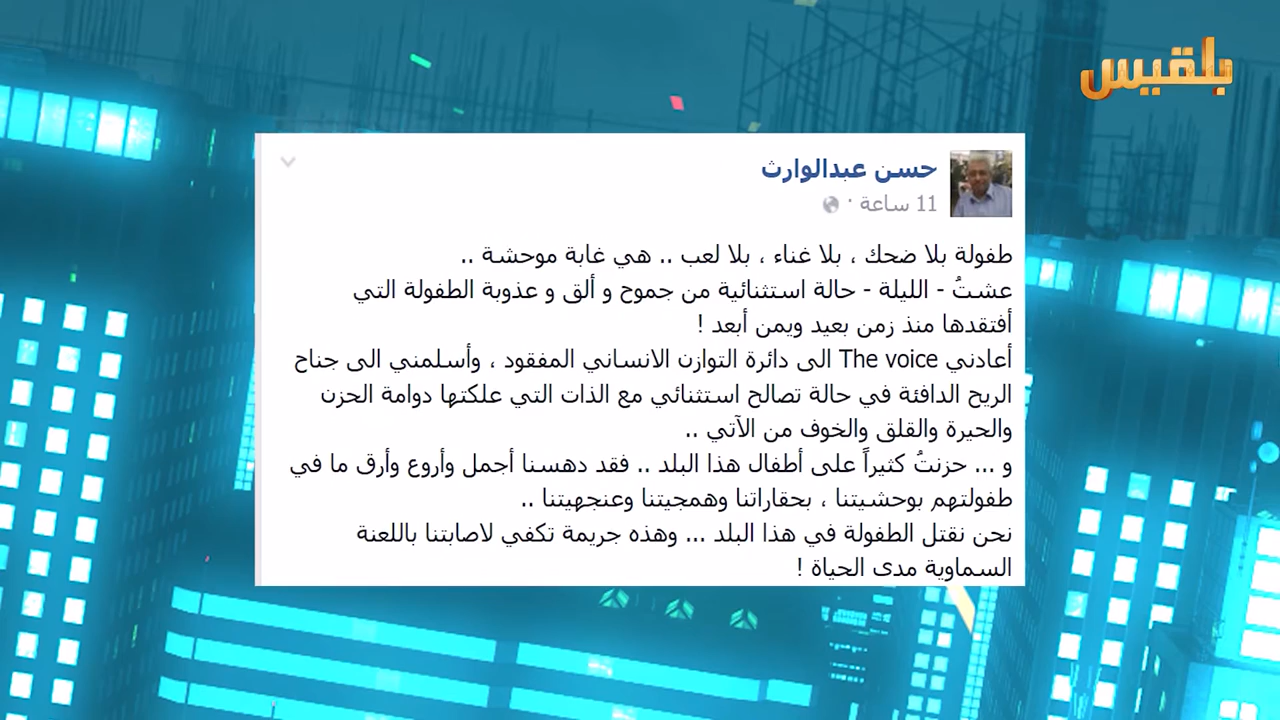 بلقيس
حسن عبدالوارث
11 ساعة ·
طفولة بلا ضحك ، بلا غناء ، بلا لعب .. هي غابة موحشة ..
عشتُ - الليلة - حالة استثنائية من جموح و ألق و عذوبة الطفولة التي
أفتقدها منذ زمن بعيد ويمن أبعد !
أعادني The voice الى دائرة التوازن الانساني المفقود ، وأسلمني الى جناح
الريح الدافئة في حالة تصالح استثنائي مع الذات التي علكتها دوامة الحزن
والحيرة والقلق والخوف من الآتي ..
و ... حزنتُ كثيراً على أطفال هذا البلد .. فقد دهسنا أجمل وأروع وأرق ما في
طفولتهم بوحشيتنا ، بحقاراتنا وهمجيتنا وعنجهيتنا ..
نحن نقتل الطفولة في هذا البلد ... وهذه جريمة تكفي لاصابتنا باللعنة
السماوية مدى الحياة !